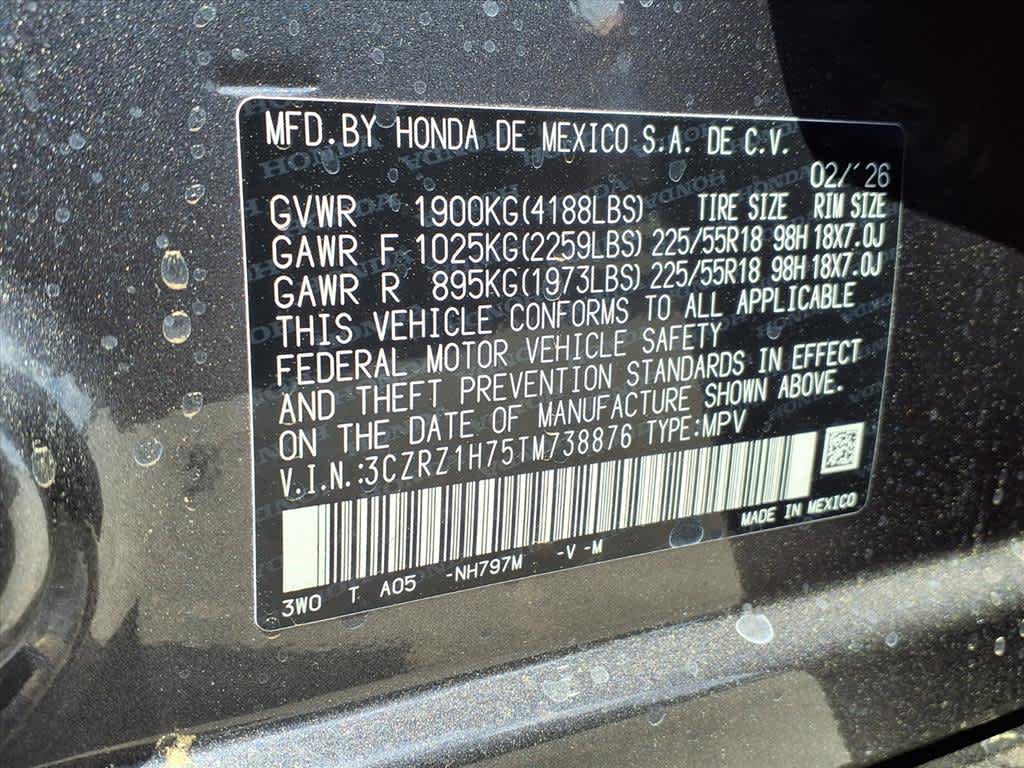 MFD.BY HONDA DE MEXICO S.A. DE C.V.
02/'26
GVWR 1900KG(4188LBS) TIRE SIZE RIM SIZE
GAWR F 1025KG(2259LBS) 225/55R18 98H 18X7.0J
GAWR R 895KG(1973LBS) 225/55R18 98H 18X7.0J
THIS VEHICLE CONFORMS TO ALL APPLICABLE
FEDERAL MOTOR VEHICLE SAFETY
AND THEFT PREVENTION STANDARDS IN EFFECT
ON THE DATE OF MANUFACTURE SHOWN ABOVE.
V.I.N.:3CZRZ1H75TM738876 TYPE:MPV
MADE IN MEXICO
3W0 T A05 -NH797M -V -M